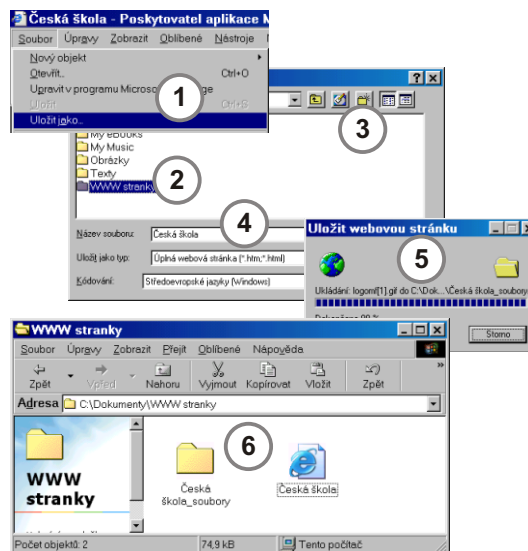 Česká škola - Poskytovatel aplikace M
Soubor Úpravy Zobrazit Oblíbené Nástroje
Nový objekt
Otevřít.. Ctrl+O
Upravit v programu Microso ge
1
Uložit Ctrl+S
Uložit jako..
3
My eBooks
My Music
Obrázky
Texty
WWW stranky
2
4
Název souboru: Česká škola
Uložit jako typ: Úplná webová stránka (*.htm;*.html)
Kódování: Středoevropské jazyky (Windows)
Uložit webovou stránku
5
Ukládání: logomf[1].gif do C:\Dok...\Česká škola_soubory
Storno
WWW stranky
Soubor Úpravy Zobrazit Přejít Oblíbené Nápověda
Zpět Vpřed Nahoru Vyjmout Kopírovat Vložit Zpět
Adresa C:\Dokumenty\WWW stranky
6
WWW
stranky
Česká
škola_soubory
Česká škola
Počet objektů: 2 74,9 kB Tento počítač